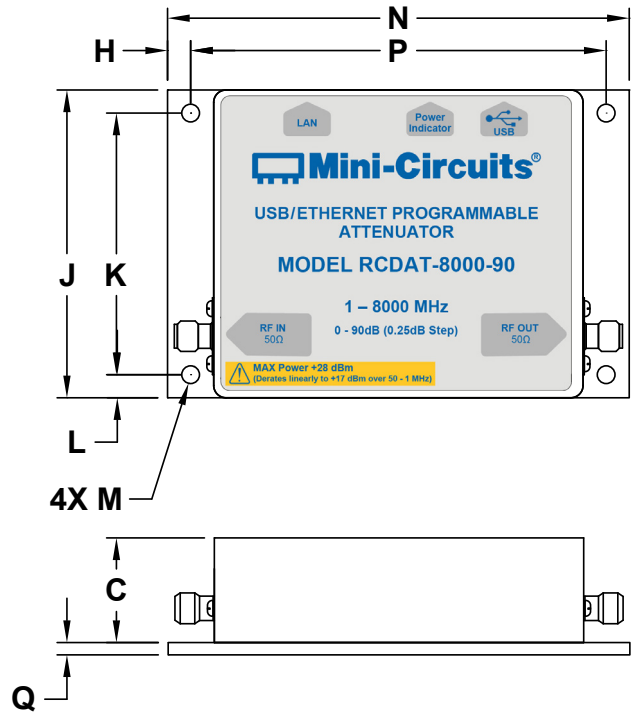 N
H
P
LAN
Power
Indicator
USB
Mini-Circuits®
USB/ETHERNET PROGRAMMABLE
ATTENUATOR
MODEL RCDAT-8000-90
J
K
1 – 8000 MHz
RF IN
50Ω
0 - 90dB (0.25dB Step)
RF OUT
50Ω
MAX Power +28 dBm
(Derates linearly to +17 dBm over 50 - 1 MHz)
L
4X M
C
Q